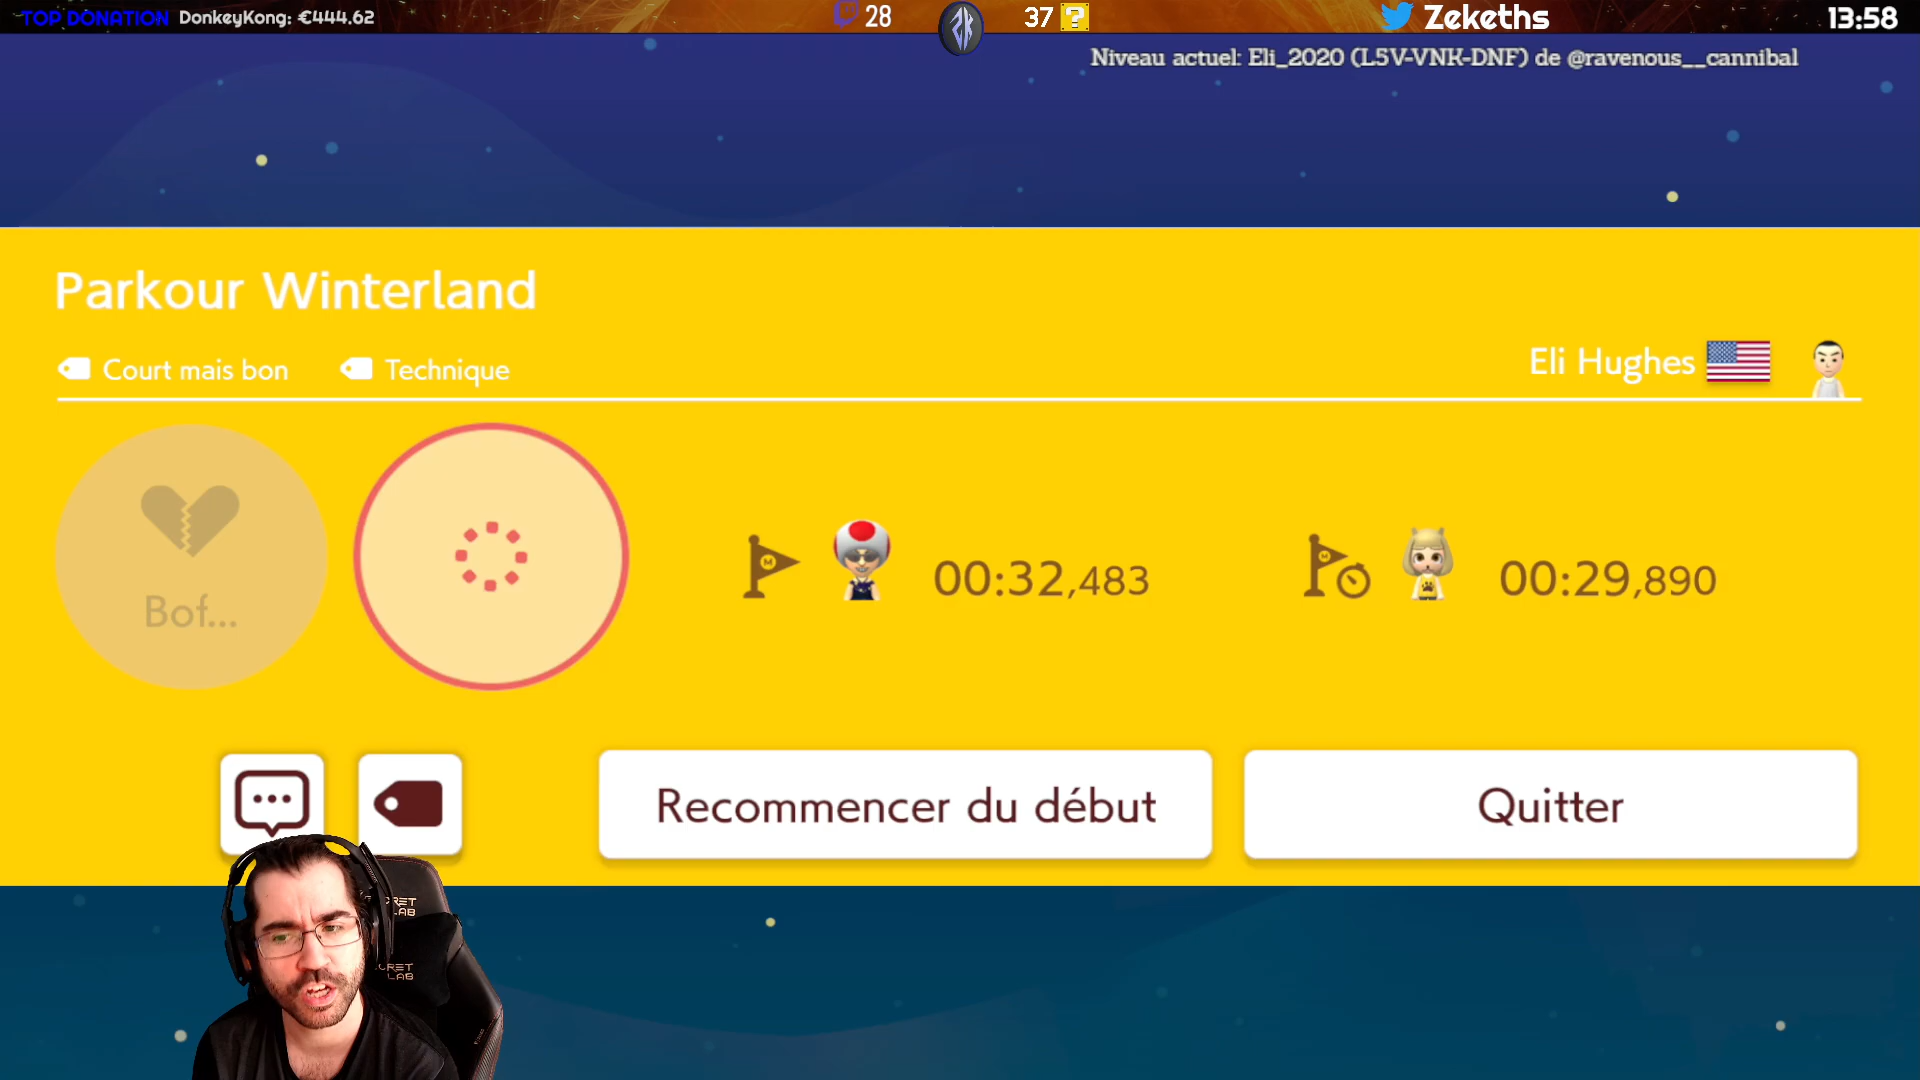 TOP DONATION DonkeyKong: €444.62
28
37
Zekeths
13:58
Niveau actuel: Eli_2020 (L5V-VNK-DNF) de @ravenous__cannibal
Parkour Winterland
Court mais bon
Technique
Eli Hughes
Bof...
00:32,483
00:29,890
Recommencer du début
Quitter